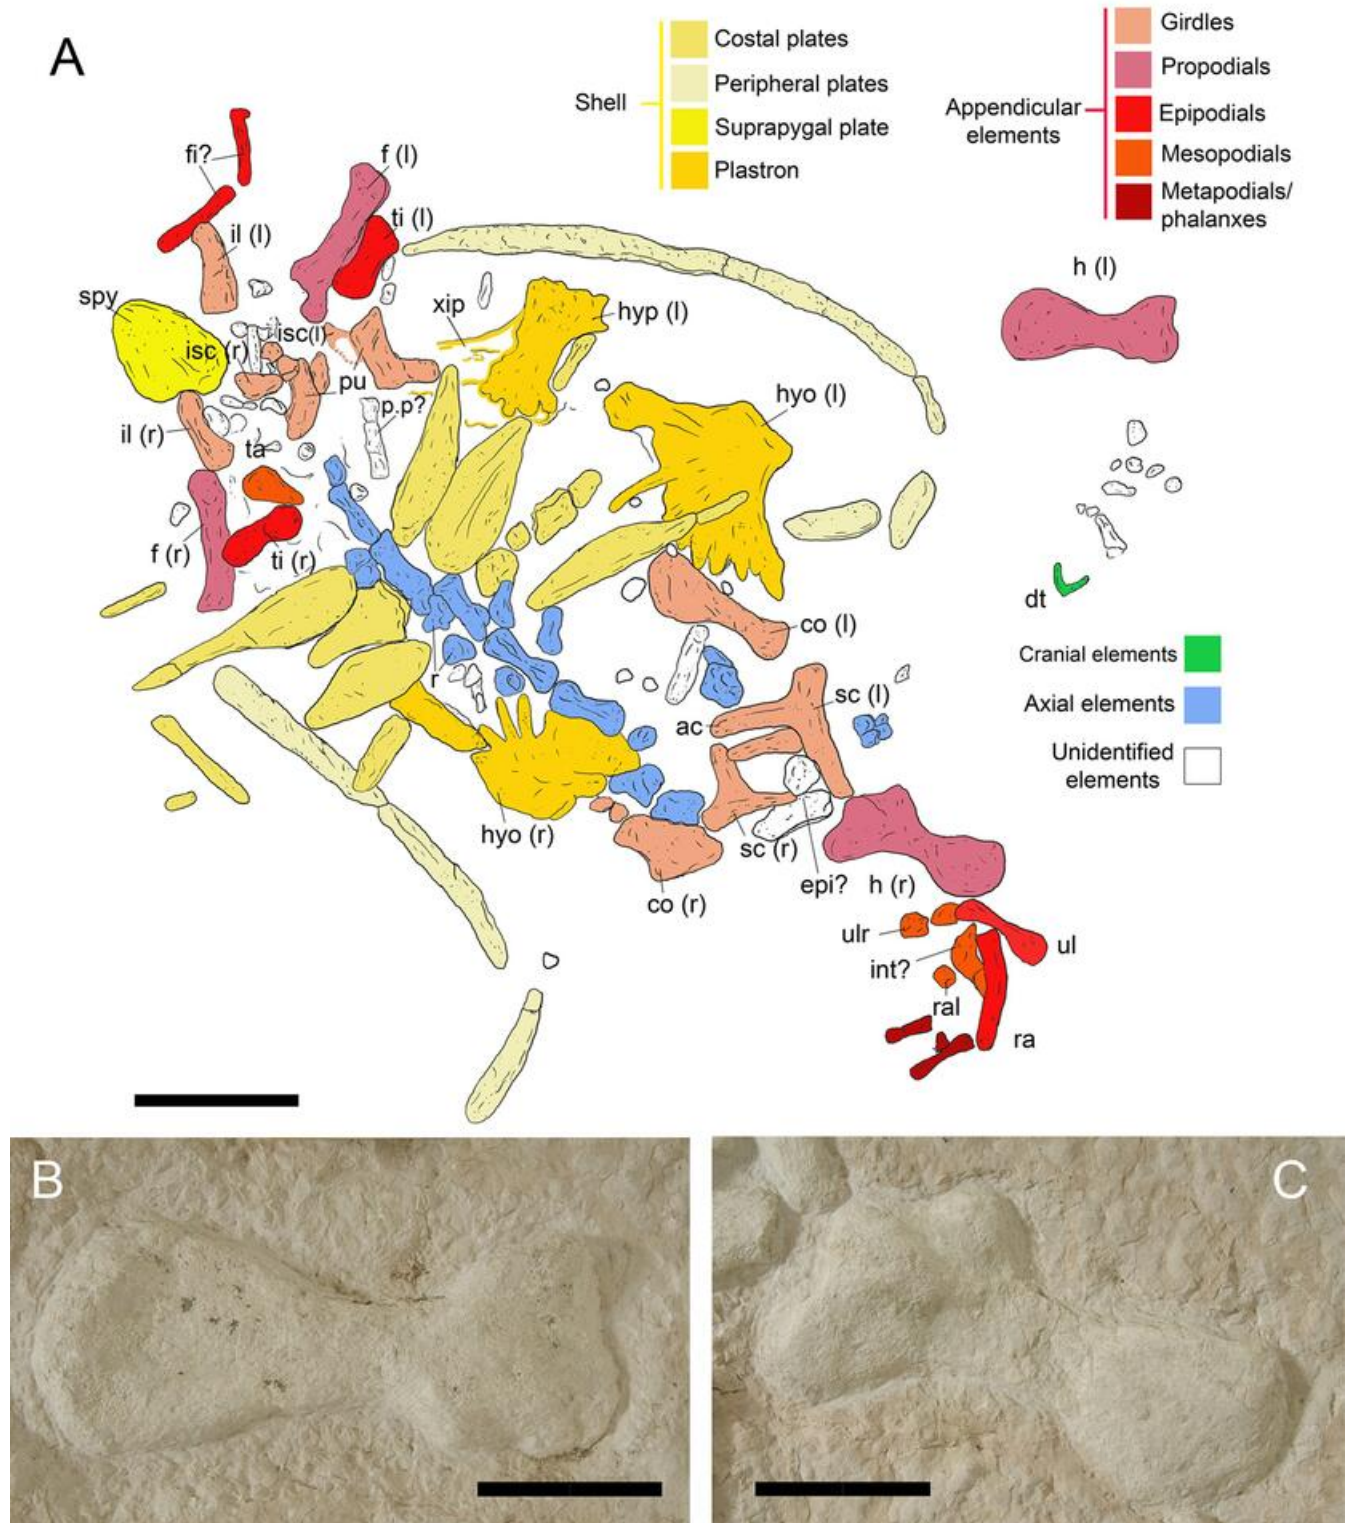 A
Shell
Costal plates
Peripheral plates
Suprapygal plate
Plastron
Appendicular
elements
Girdles
Propodials
Epipodials
Mesopodials
Metapodials/
phalanxes
fi?
f (l)
il (l)
ti (l)
h (l)
spy
xip
hyp (l)
isc(l)
isc (r)
pu
p.p?
hyo (l)
il (r)
ta
f (r)
ti (r)
dt
co (l)
r
Cranial elements
Axial elements
Unidentified
elements
sc (l)
ac
hyo (r)
sc (r)
epi?
h (r)
co (r)
ulr
ul
int?
ral
ra
B
C